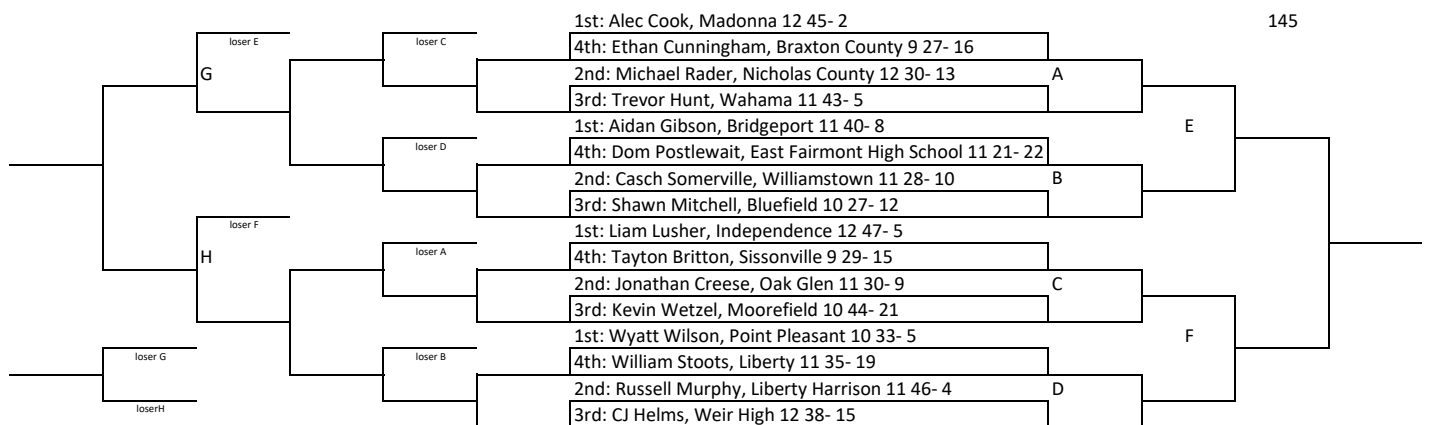 1st: Alec Cook, Madonna 12 45- 2
145
loser E
loser C
4th: Ethan Cunningham, Braxton County 9 27- 16
G
2nd: Michael Rader, Nicholas County 12 30- 13
A
3rd: Trevor Hunt, Wahama 11 43- 5
1st: Aidan Gibson, Bridgeport 11 40- 8
E
loser D
4th: Dom Postlewait, East Fairmont High School 11 21- 22
2nd: Casch Somerville, Williamstown 11 28- 10
B
3rd: Shawn Mitchell, Bluefield 10 27- 12
loser F
1st: Liam Lusher, Independence 12 47- 5
H
loser A
4th: Tayton Britton, Sissonville 9 29- 15
2nd: Jonathan Creese, Oak Glen 11 30- 9
C
3rd: Kevin Wetzel, Moorefield 10 44- 21
1st: Wyatt Wilson, Point Pleasant 10 33- 5
F
loser G
loser B
4th: William Stoots, Liberty 11 35- 19
2nd: Russell Murphy, Liberty Harrison 11 46- 4
D
loserH
3rd: CJ Helms, Weir High 12 38- 15